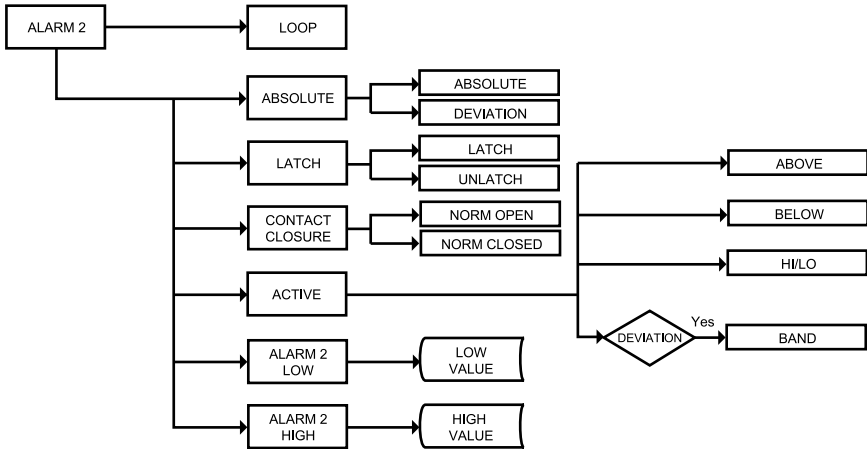 ALARM 2
LOOP
ABSOLUTE
ABSOLUTE
DEVIATION
LATCH
LATCH
UNLATCH
CONTACT
CLOSURE
NORM OPEN
NORM CLOSED
ACTIVE
ABOVE
BELOW
HI/LO
DEVIATION
Yes
BAND
ALARM 2
LOW
LOW
VALUE
ALARM 2
HIGH
HIGH
VALUE